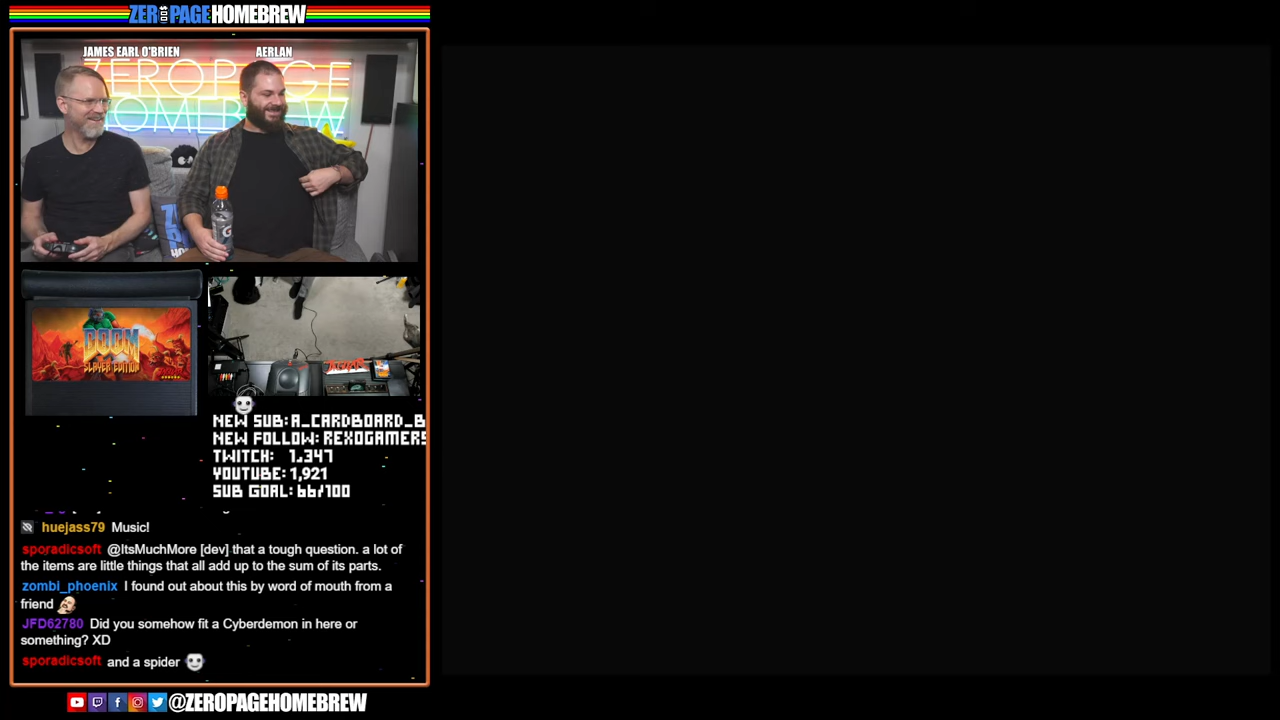 ZEROPAGEHOMEBREW
JAMES EARL O'BRIEN AERLAN
ZEROPAGE
HOMEBREW
G
DOOM
SLAYER EDITION
NEW SUB: A_CARDBOARD_B
NEW FOLLOW: REXOGAMERS
TWITCH: 1,347
YOUTUBE: 1,921
SUB GOAL: 66/100
huejass79 Music!
sporadicsoft @ItsMuchMore [dev] that a tough question. a lot of
the items are little things that all add up to the sum of its parts.
zombi_phoenix I found out about this by word of mouth from a
friend
JFD62780 Did you somehow fit a Cyberdemon in here or
something? XD
sporadicsoft and a spider
@ZEROPAGEHOMEBREW